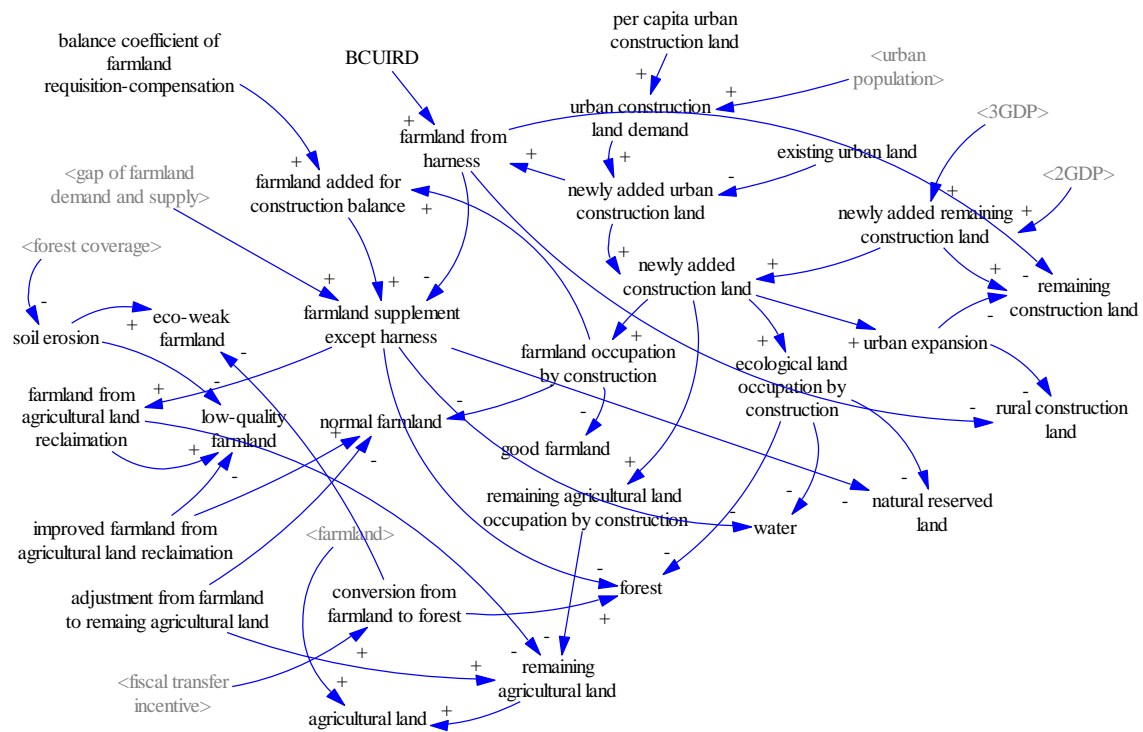 per capita urban
construction land
balance coefficient of
farmland
requisition-compensation
BCUIRD
<urban
population>
+
+
urban construction
land demand
<3GDP>
+
farmland from
harness
+
+
existing urban land
<gap of farmland
demand and supply>
+
farmland added for
construction balance
+
newly added urban
construction land
-
<2GDP>
+
newly added remaining
construction land
+
<forest coverage>
-
soil erosion
+
+
-
farmland supplement
except harness
+
newly added
construction land
+
+
-
remaining
construction land
-
eco-weak
farmland
+
-
farmland occupation
by construction
+
+
ecological land
occupation by
construction
+
urban expansion
-
rural construction
land
farmland from
agricultural land
reclaimation
+
-
low-quality
farmland
+
-
normal farmland
+
-
-
good farmland
-
remaining agricultural land
occupation by construction
+
-
water
-
-
-
natural reserved
land
improved farmland from
agricultural land reclaimation
<farmland>
adjustment from farmland
to remaing agricultural land
conversion from
farmland to forest
-
-
forest
+
<fiscal transfer
incentive>
+
+
-
-
remaining
agricultural land
+
agricultural land
+